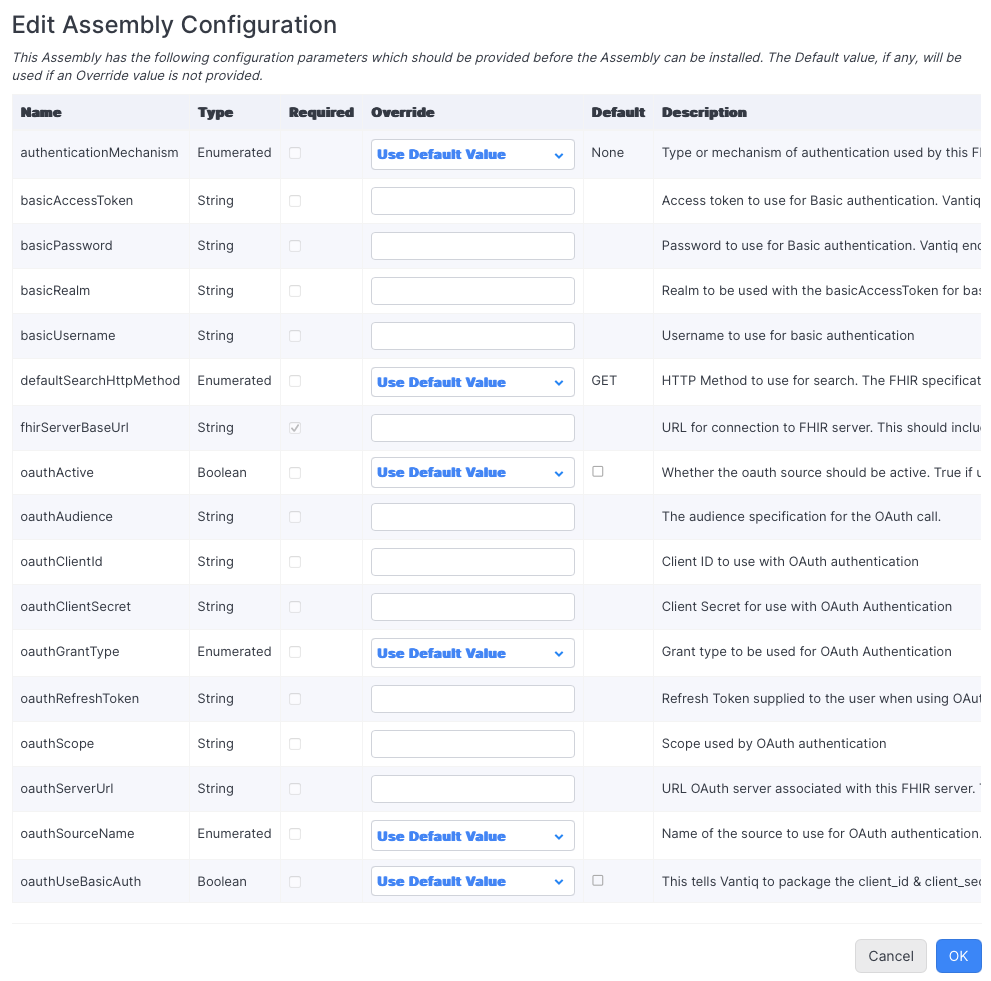 Edit Assembly Configuration
This Assembly has the following configuration parameters which should be provided before the Assembly can be installed. The Default value, if any, will be
used if an Override value is not provided.
Name Type Required Override Default Description
authenticationMechanism Enumerated Use Default Value None Type or mechanism of authentication used by this
basicAccessToken String Access token to use for Basic authentication. Vantiq
basicPassword String Password to use for Basic authentication. Vantiq
basicRealm String Realm to be used with the basicAccessToken for
basicUsername String Username to use for basic authentication
defaultSearchHttpMethod Enumerated Use Default Value GET HTTP Method to use for search. The FHIR
fhirServerBaseUrl String URL for connection to FHIR server. This should
oauthActive Boolean Use Default Value Whether the oauth source should be active. True if
oauthAudience String The audience specification for the OAuth call.
oauthClientId String Client ID to use with OAuth authentication
oauthClientSecret String Client Secret for use with OAuth Authentication
oauthGrantType Enumerated Use Default Value Grant type to be used for OAuth Authentication
oauthRefreshToken String Refresh Token supplied to the user when using
oauthScope String Scope used by OAuth authentication
oauthServerUrl String URL OAuth server associated with this FHIR server.
oauthSourceName Enumerated Use Default Value Name of the source to use for OAuth authentication.
oauthUseBasicAuth Boolean Use Default Value This tells Vantiq to package the client_id &
Cancel OK